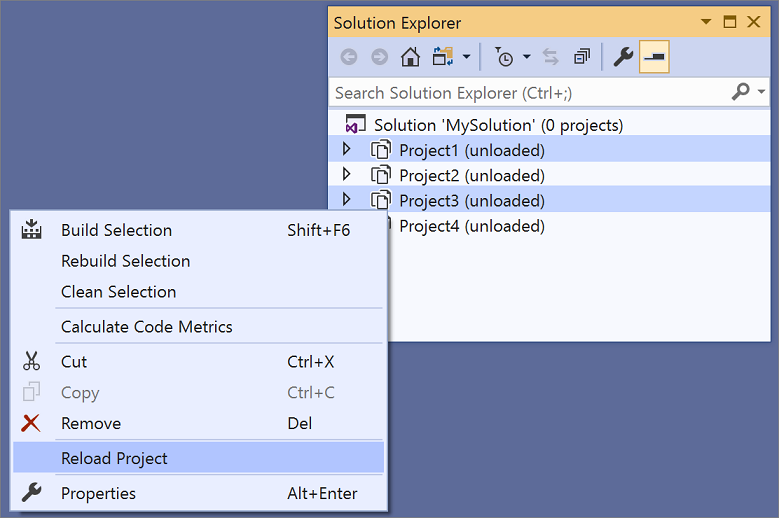 Solution Explorer
Search Solution Explorer (Ctrl+;)
Solution 'MySolution' (0 projects)
Project1 (unloaded)
Project2 (unloaded)
Project3 (unloaded)
Project4 (unloaded)
Build Selection Shift+F6
Rebuild Selection
Clean Selection
Calculate Code Metrics
Cut Ctrl+X
Copy Ctrl+C
Remove Del
Reload Project
Properties Alt+Enter